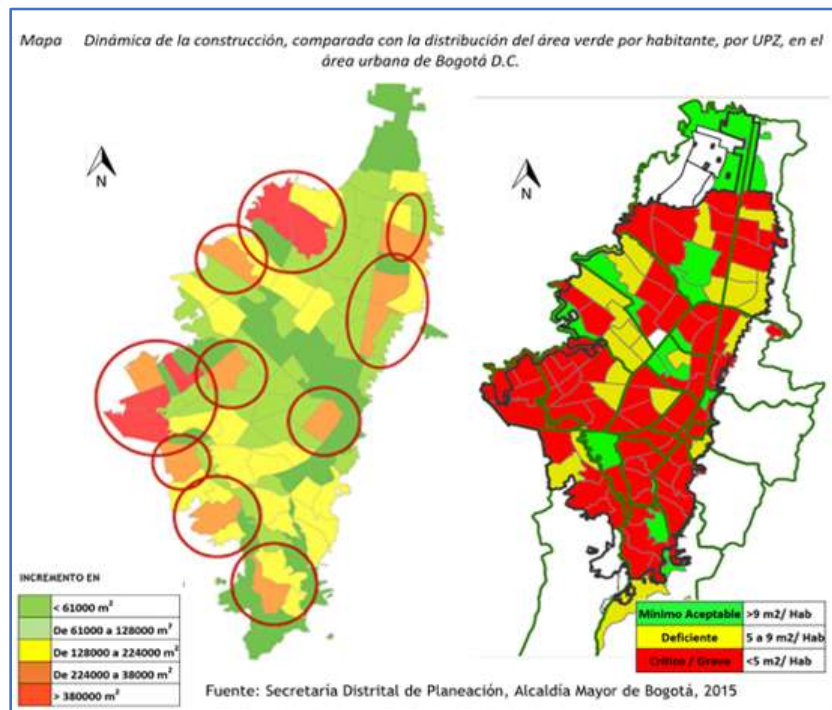 Mapa Dinámica de la construcción, comparada con la distribución del área verde por habitante, por UPZ, en el
área urbana de Bogotá D.C.
N
N
INCREMENTO EN
< 61000 m²
De 61000 a 128000 m²
De 128000 a 224000 m²
De 224000 a 38000 m²
> 380000 m²
Mínimo Aceptable >9 m2/ Hab
Deficiente 5 a 9 m2/ Hab
Crítico / Grave <5 m2/ Hab
Fuente: Secretaría Distrital de Planeación, Alcaldía Mayor de Bogotá, 2015